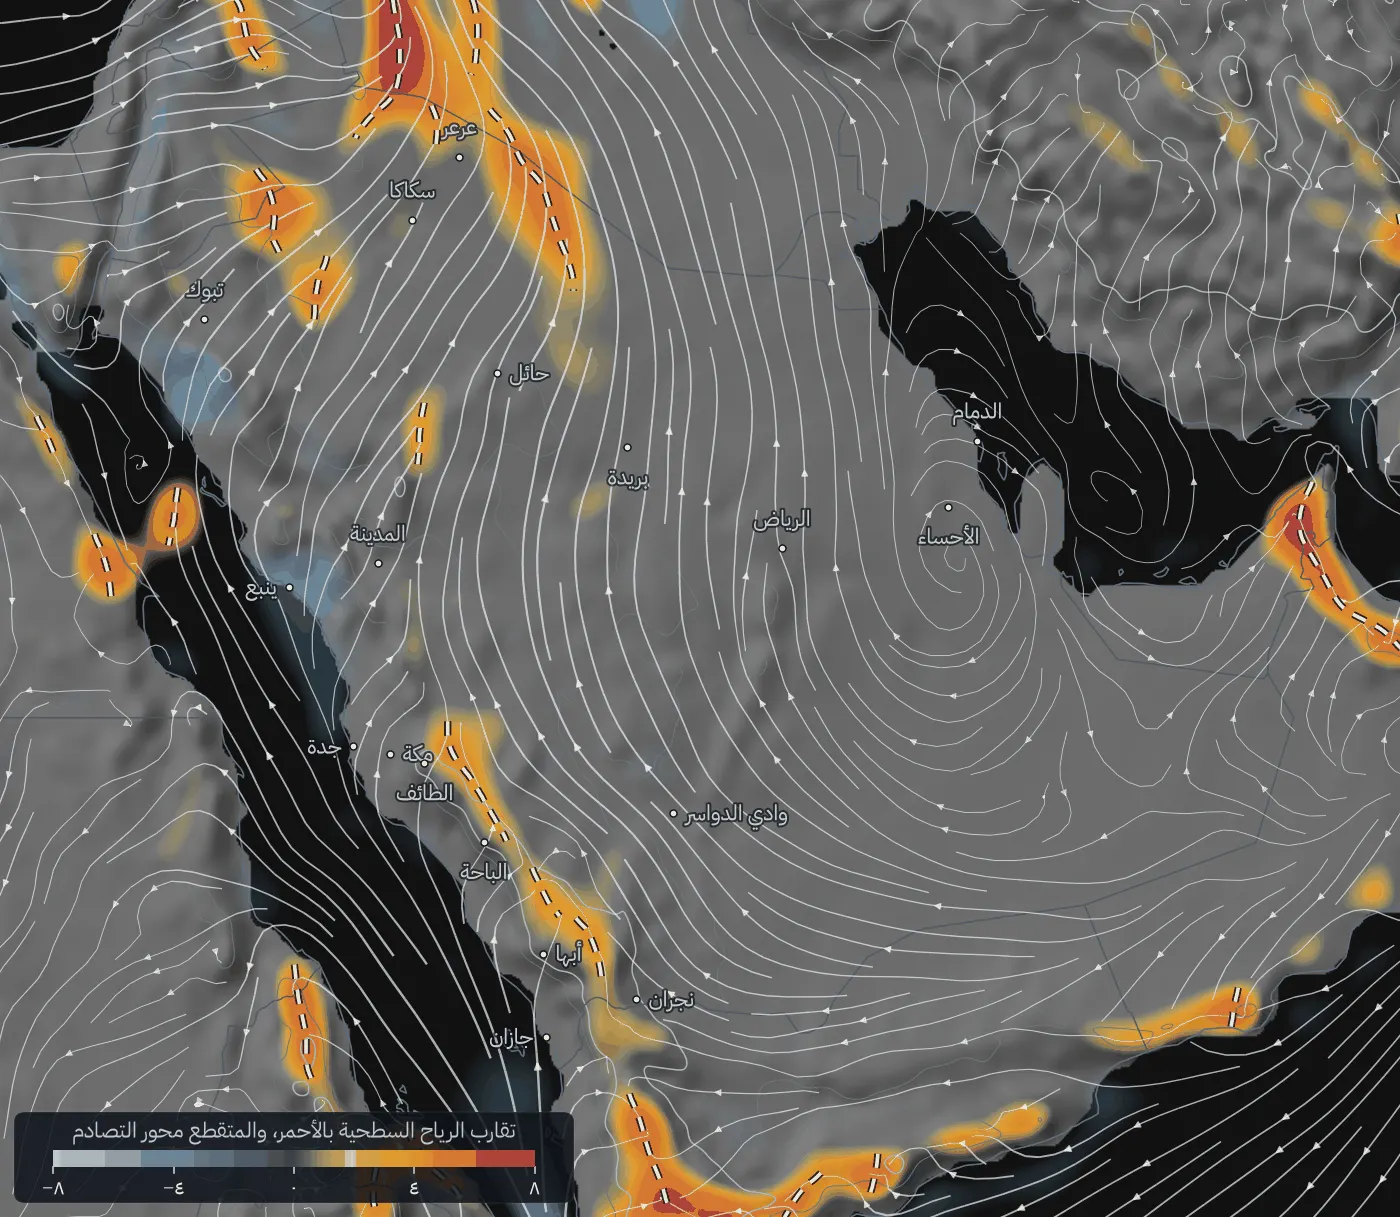 عرعر
سكاكا
تبوك
حائل
الدمام
بريدة
الرياض
الأحساء
المدينة
ينبع
جدة
مكة
الطائف
وادي الدواسر
الباحة
أبها
نجران
جازان
تقارب الرياح السطحية بالأحمر، والمتقطع محور التصادم
−٨ −٤ ٠ ٤ ٨